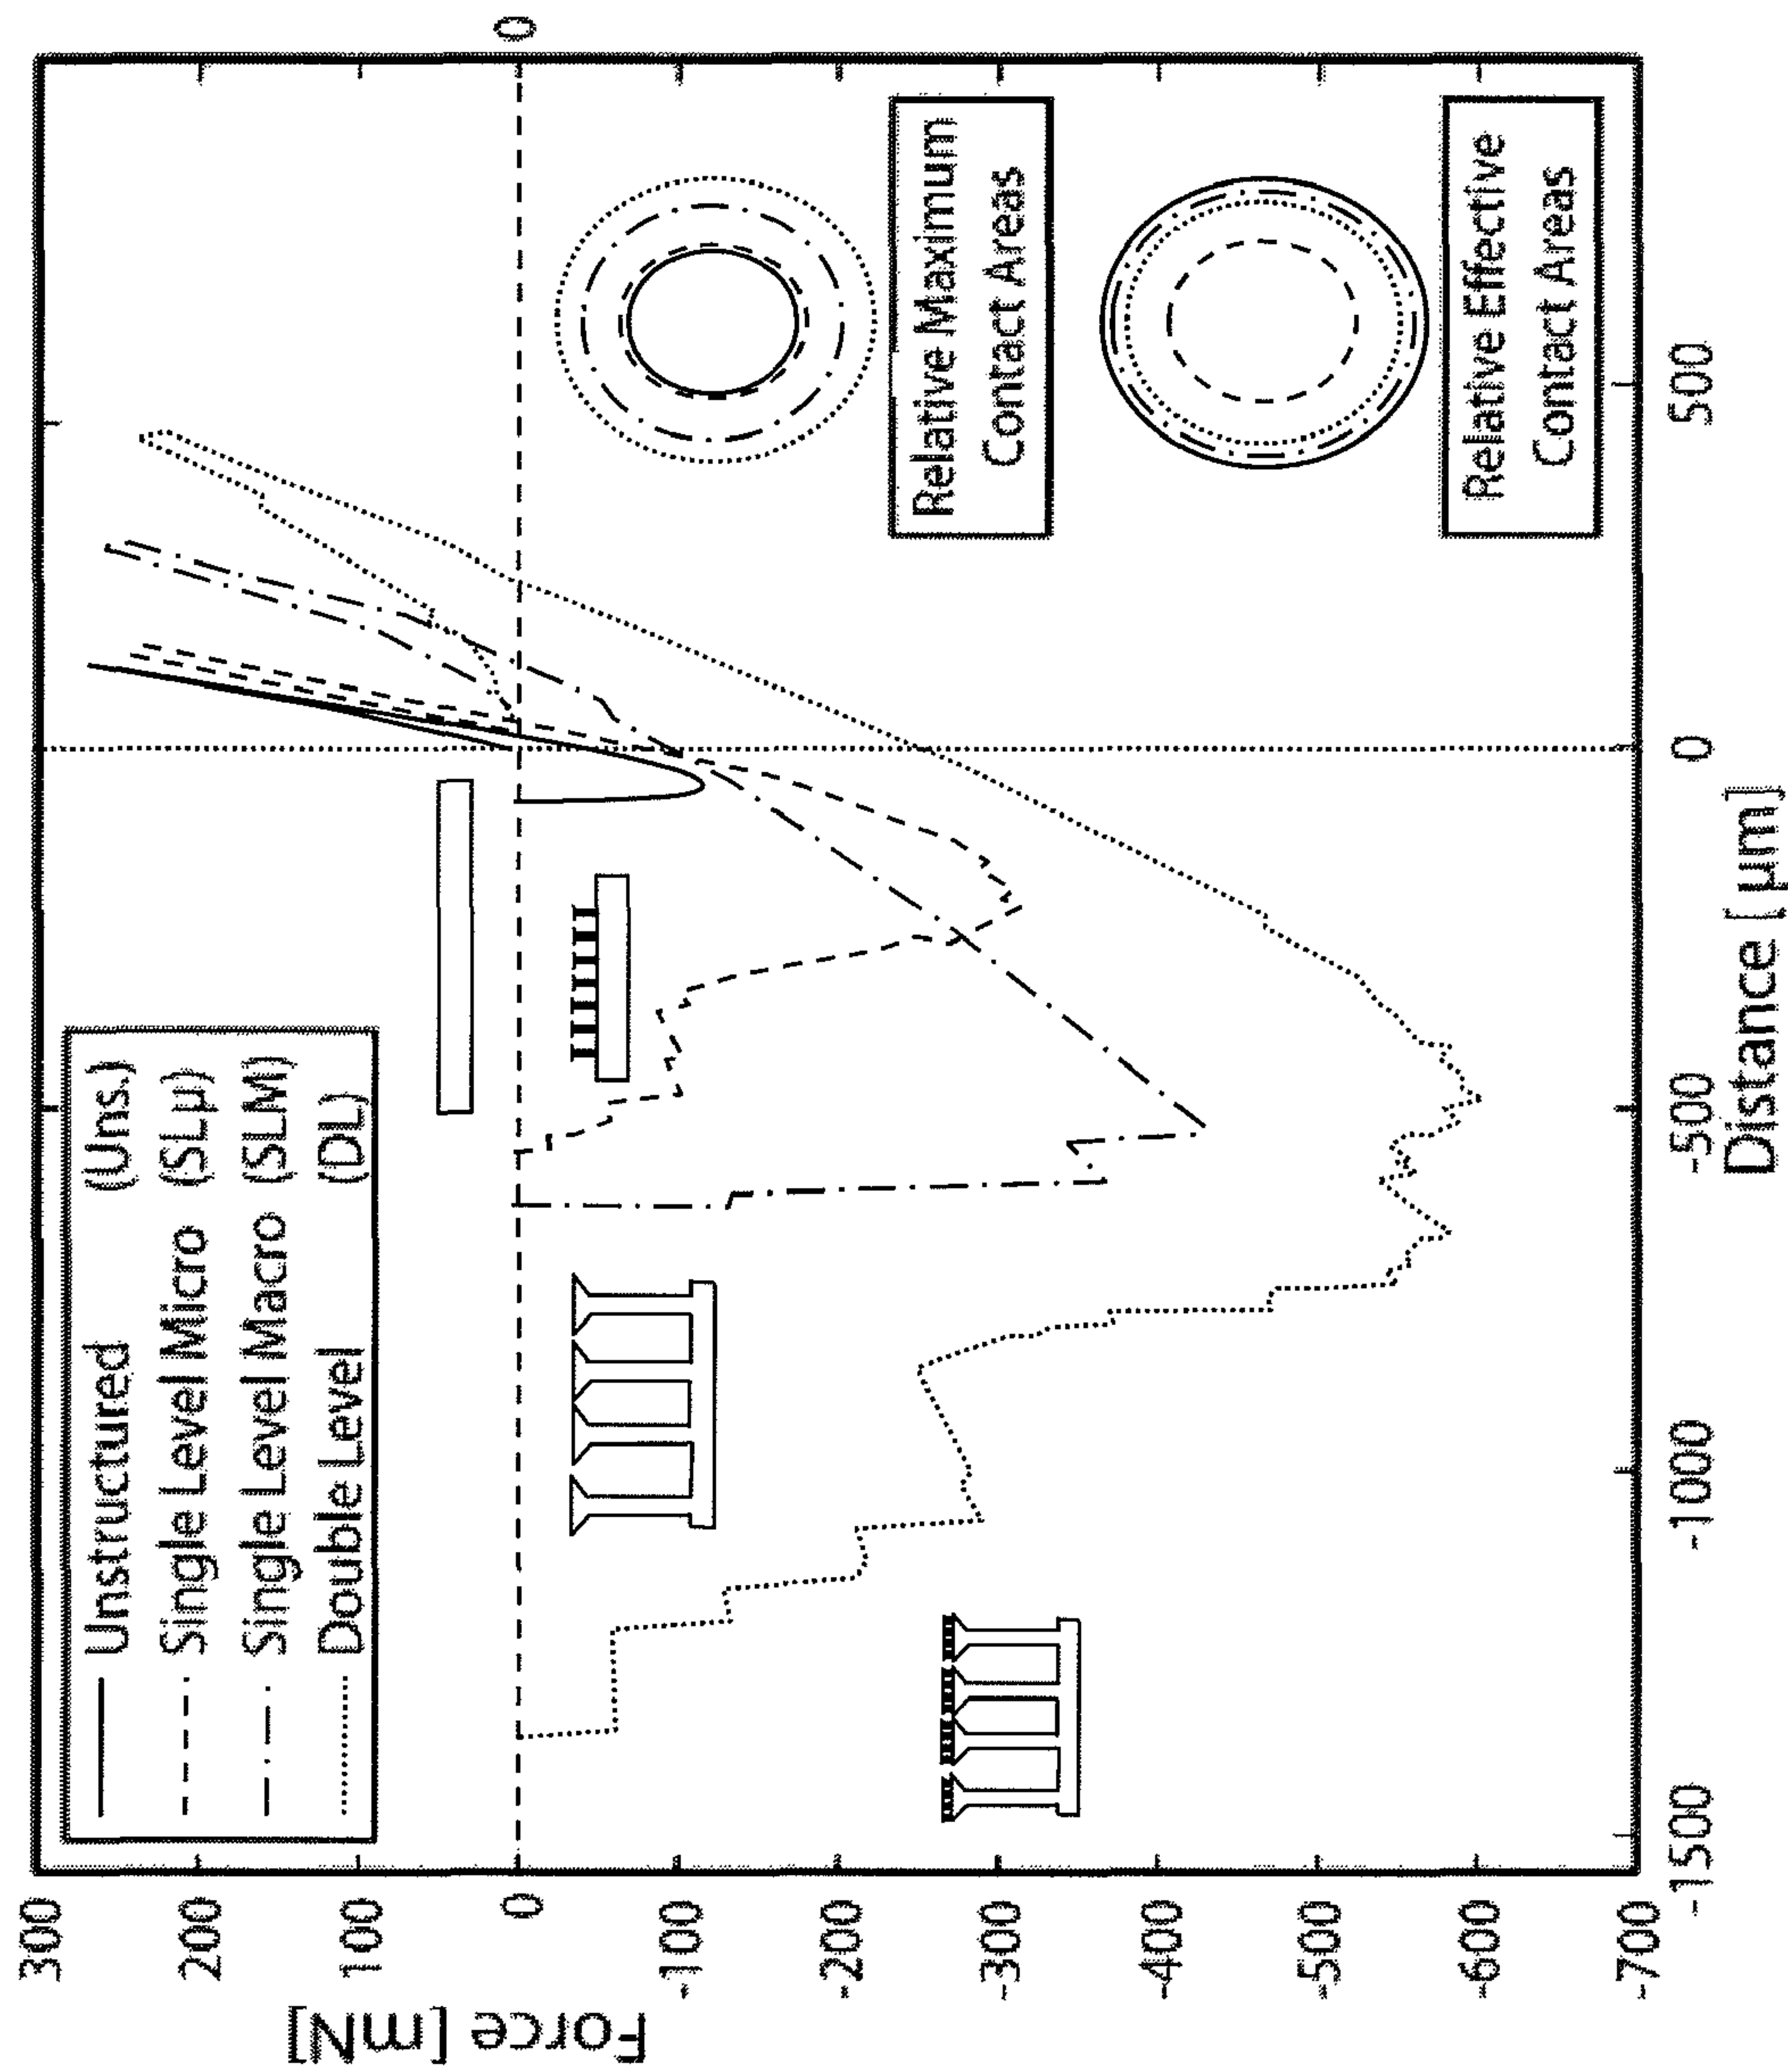 Unstructured (Uns.)
Single Level Micro (SLμ)
Single Level Macro (SLM)
Double Level (DL)
Force [mN]
300
200
100
0
-100
-200
-300
-400
-500
-600
-700
0
Relative Maximum
Contact Areas
Relative Effective
Contact Areas
-1500
-1000
-500
0
500
Distance [μm]